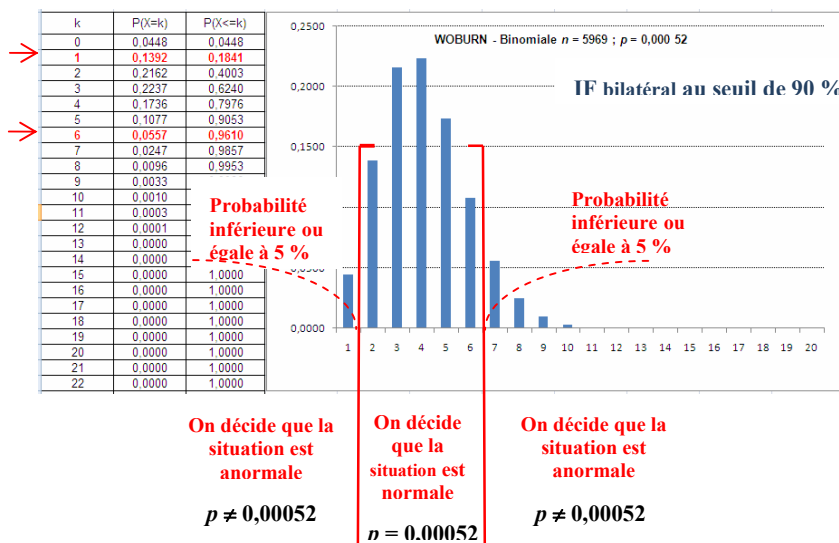 k P(X=k) P(X<=k)
0 0,0448 0,0448
1 0,1392 0,1841
2 0,2162 0,4003
3 0,2237 0,6240
4 0,1736 0,7976
5 0,1077 0,9053
6 0,0557 0,9610
7 0,0247 0,9857
8 0,0096 0,9953
9 0,0033
10 0,0010
11 0,0003
12 0,0001
13 0,0000
14 0,0000
15 0,0000 1,0000
16 0,0000 1,0000
17 0,0000 1,0000
18 0,0000 1,0000
19 0,0000 1,0000
20 0,0000 1,0000
21 0,0000 1,0000
22 0,0000 1,0000
WOBURN - Binomiale n = 5969 ; p = 0,000 52
IF bilatéral au seuil de 90 %
0,2500
0,2000
0,1500
0,0000
Probabilité
inférieure ou
égale à 5 %
Probabilité
inférieure ou
égale à 5 %
1 2 3 4 5 6 7 8 9 10 11 12 13 14 15 16 17 18 19 20
On décide que la
situation est
anormale
p ≠ 0,00052
On décide
que la
situation est
normale
p = 0,00052
On décide que la
situation est
anormale
p ≠ 0,00052